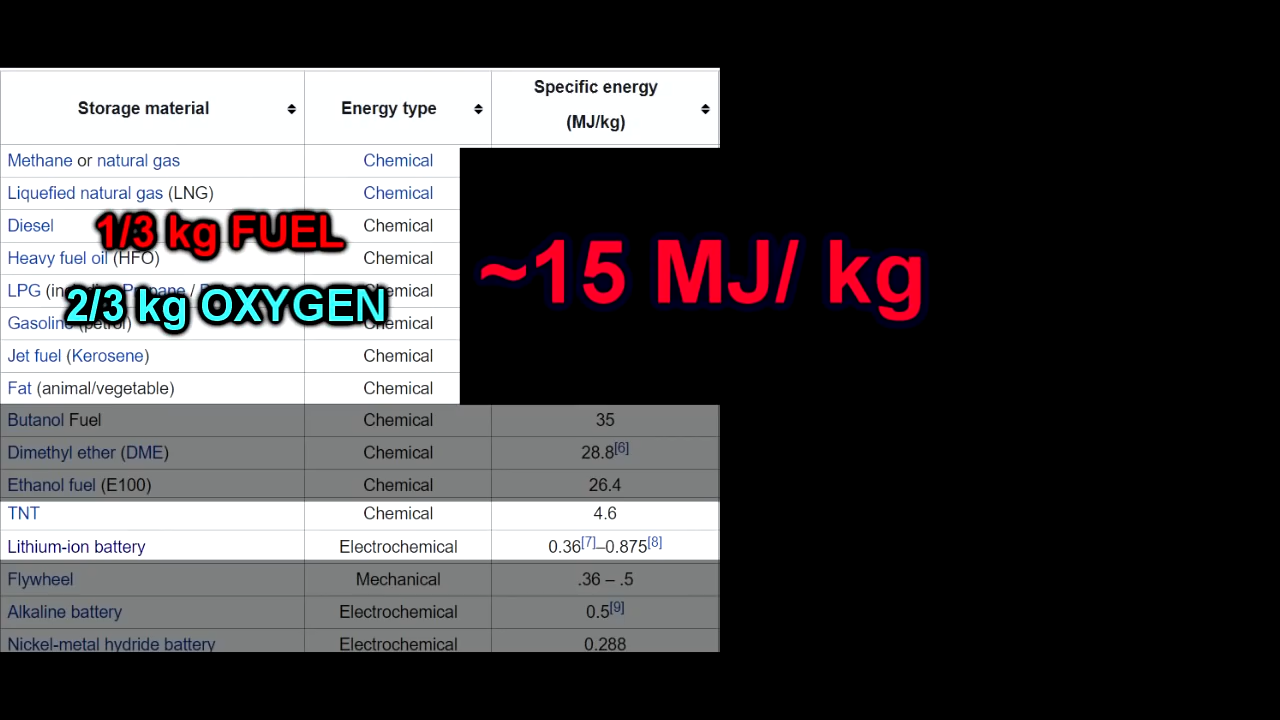 Storage material Energy type Specific energy (MJ/kg)
Methane or natural gas Chemical
Liquefied natural gas (LNG) Chemical
Diesel Chemical
1/3 kg FUEL
Heavy fuel oil (HFO) Chemical
~15 MJ/ kg
LPG Chemical
2/3 kg OXYGEN
Gasoline (petrol) Chemical
Jet fuel (Kerosene) Chemical
Fat (animal/vegetable) Chemical
Butanol Fuel Chemical 35
Dimethyl ether (DME) Chemical 28.8[6]
Ethanol fuel (E100) Chemical 26.4
TNT Chemical 4.6
Lithium-ion battery Electrochemical 0.36[7]–0.875[8]
Flywheel Mechanical .36 – .5
Alkaline battery Electrochemical 0.5[9]
Nickel-metal hydride battery Electrochemical 0.288